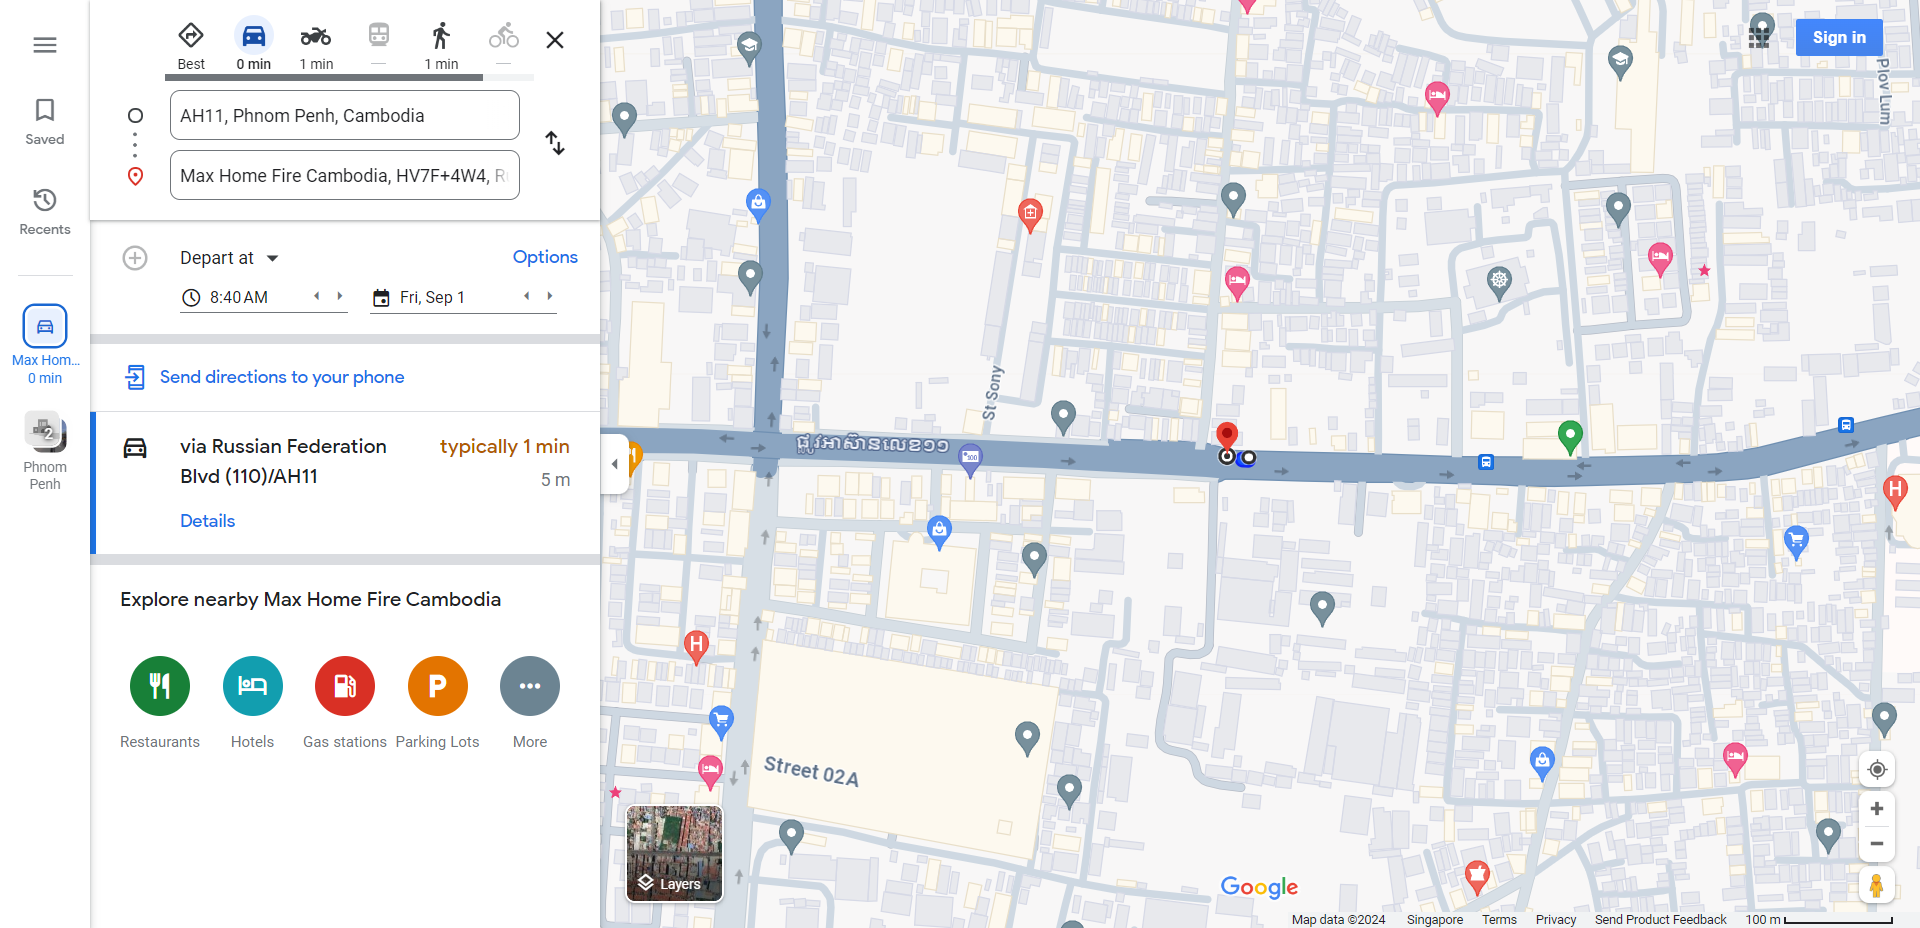 Saved
Recents
Max Hom...
0 min
2
Phnom
Penh
Best
0 min
1 min
—
1 min
—
AH11, Phnom Penh, Cambodia
Max Home Fire Cambodia, HV7F+4W4, R
Depart at
Options
8:40 AM
Fri, Sep 1
Send directions to your phone
via Russian Federation
Blvd (110)/AH11
typically 1 min
5 m
Details
Explore nearby Max Home Fire Cambodia
P
Restaurants
Hotels
Gas stations
Parking Lots
More
Sign in
Plov Lum
St Sony
ផ្លូវអាស៊ានលេខ១១
H
H
Street 02A
Layers
Google
Map data ©2024
Singapore
Terms
Privacy
Send Product Feedback
100 m